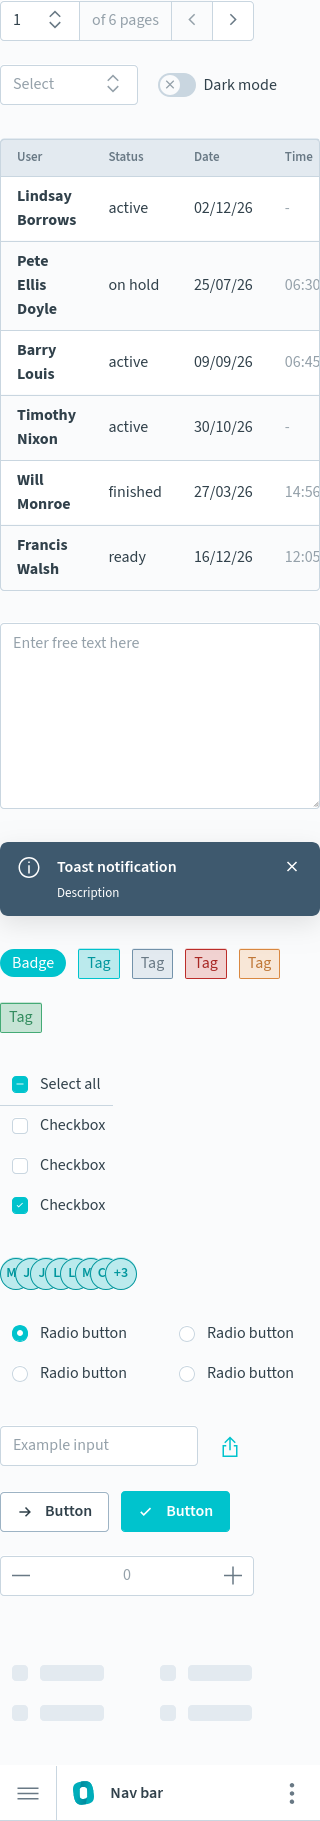 1 of 6 pages
Select Dark mode
User Status Date Time
Lindsay
Borrows active 02/12/26 -
Pete
Ellis
Doyle on hold 25/07/26 06:30
Barry
Louis active 09/09/26 06:45
Timothy
Nixon active 30/10/26 -
Will
Monroe finished 27/03/26 14:56
Francis
Walsh ready 16/12/26 12:05
Enter free text here
Toast notification
Description
Badge Tag Tag Tag Tag
Tag
Select all
Checkbox
Checkbox
Checkbox
M J J L L M C +3
Radio button Radio button
Radio button Radio button
Example input
Button Button
0
Nav bar